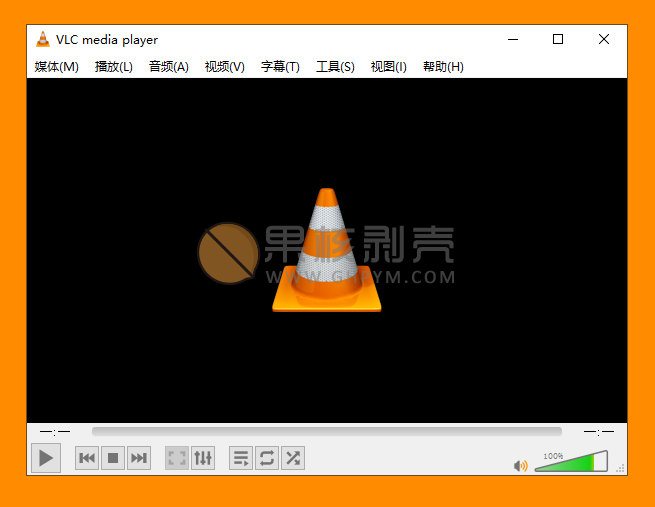 VLC media player
媒体(M) 播放(L) 音频(A) 视频(V) 字幕(T) 工具(S) 视图(I) 帮助(H)
果核剥壳
WWW.GHPYM.COM
--:-- --:--
100%